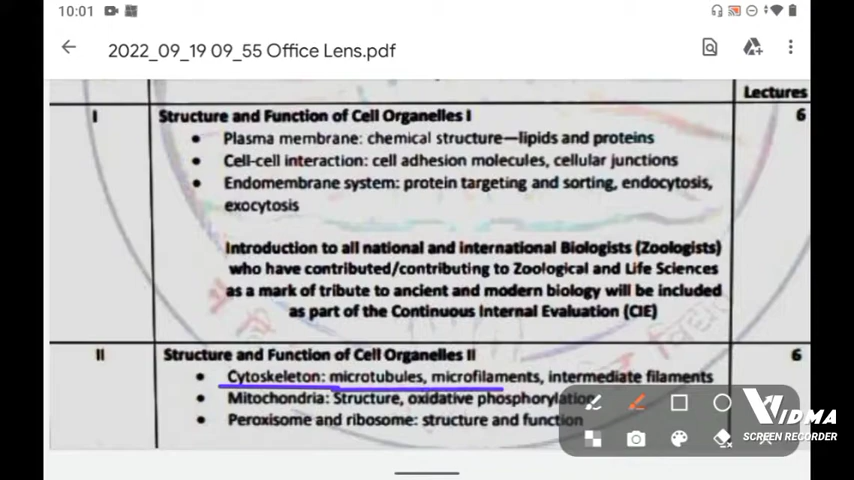 10:01
2022_09_19 09_55 Office Lens.pdf
Lectures
I
Structure and Function of Cell Organelles I
6
• Plasma membrane: chemical structure—lipids and proteins
• Cell-cell interaction: cell adhesion molecules, cellular junctions
• Endomembrane system: protein targeting and sorting, endocytosis,
exocytosis
Introduction to all national and international Biologists (Zoologists)
who have contributed/contributing to Zoological and Life Sciences
as a mark of tribute to ancient and modern biology will be included
as part of the Continuous Internal Evaluation (CIE)
II
Structure and Function of Cell Organelles II
6
• Cytoskeleton: microtubules, microfilaments, intermediate filaments
• Mitochondria: Structure, oxidative phosphorylation
• Peroxisome and ribosome: structure and function
VIDMA
SCREEN RECORDER